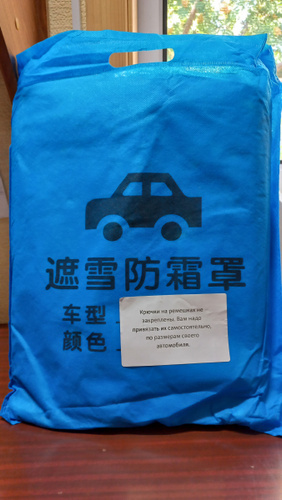 遮雪防霜罩
车型
颜色
Крючки на ремешках не
закреплены. Вам надо
привязать их самостоятельно,
по размерам своего
автомобиля.